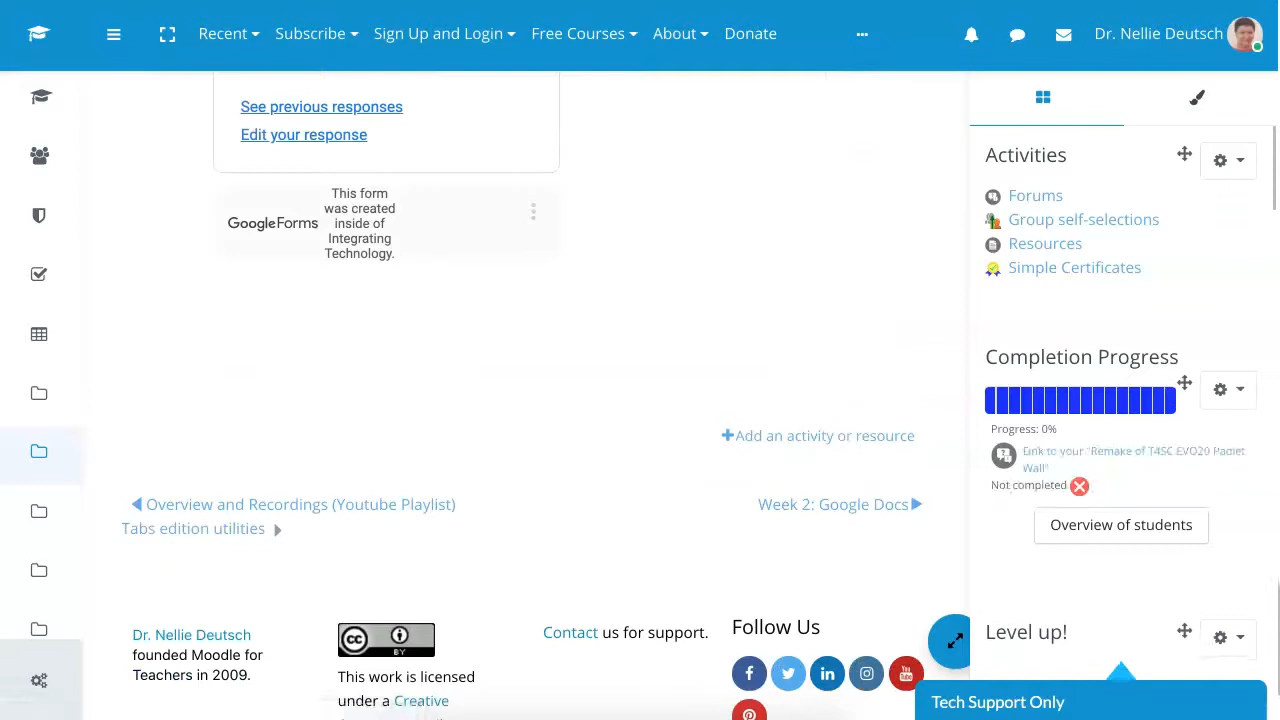 Recent
Subscribe
Sign Up and Login
Free Courses
About
Donate
Dr. Nellie Deutsch
See previous responses
Edit your response
Google Forms
This form
was created
inside of
Integrating
Technology.
Add an activity or resource
Overview and Recordings (Youtube Playlist)
Week 2: Google Docs
Tabs edition utilities
Dr. Nellie Deutsch
founded Moodle for
Teachers in 2009.
CC BY
This work is licensed
under a Creative
Contact us for support.
Follow Us
Activities
Forums
Group self-selections
Resources
Simple Certificates
Completion Progress
Progress: 0%
Link to your "Remake of T4SC EVO20 Padlet
Wall"
Not completed
Overview of students
Level up!
Tech Support Only